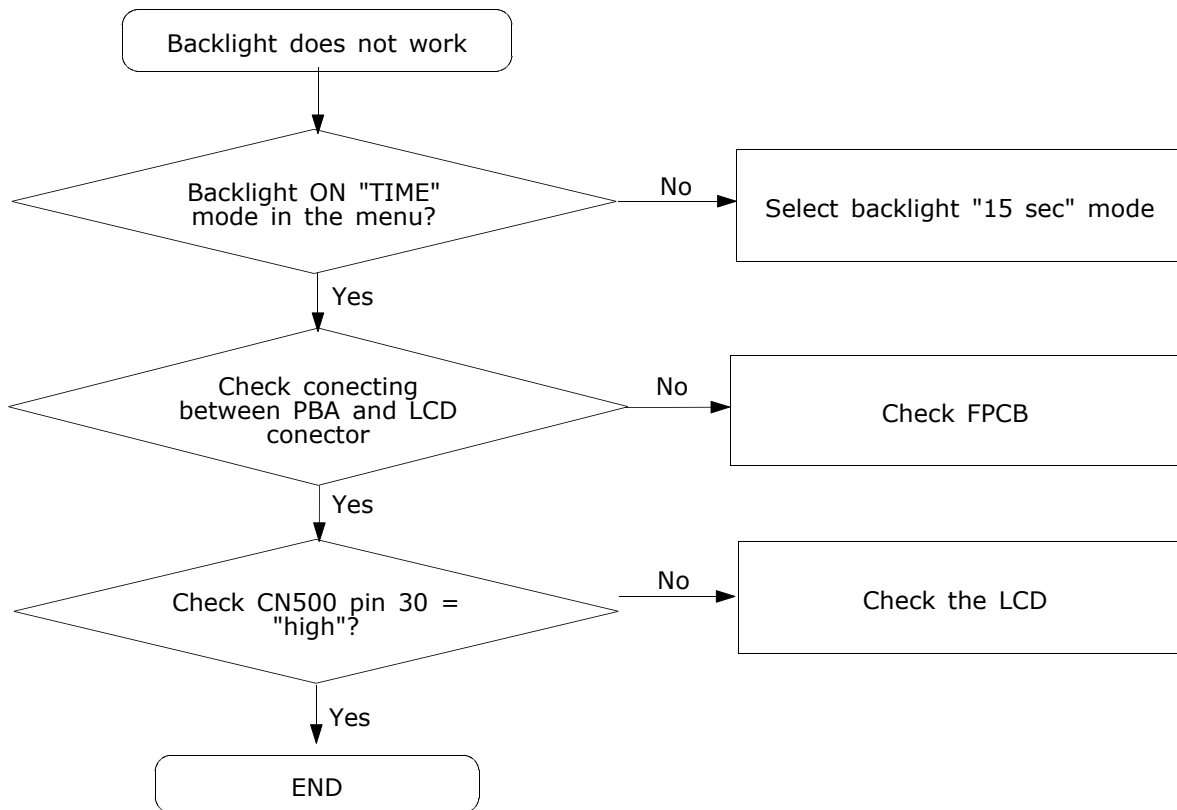 Backlight does not work
Backlight ON "TIME"
mode in the menu?
No
Select backlight "15 sec" mode
Yes
Check conecting
between PBA and LCD
conector
No
Check FPCB
Yes
Check CN500 pin 30 =
"high"?
No
Check the LCD
Yes
END